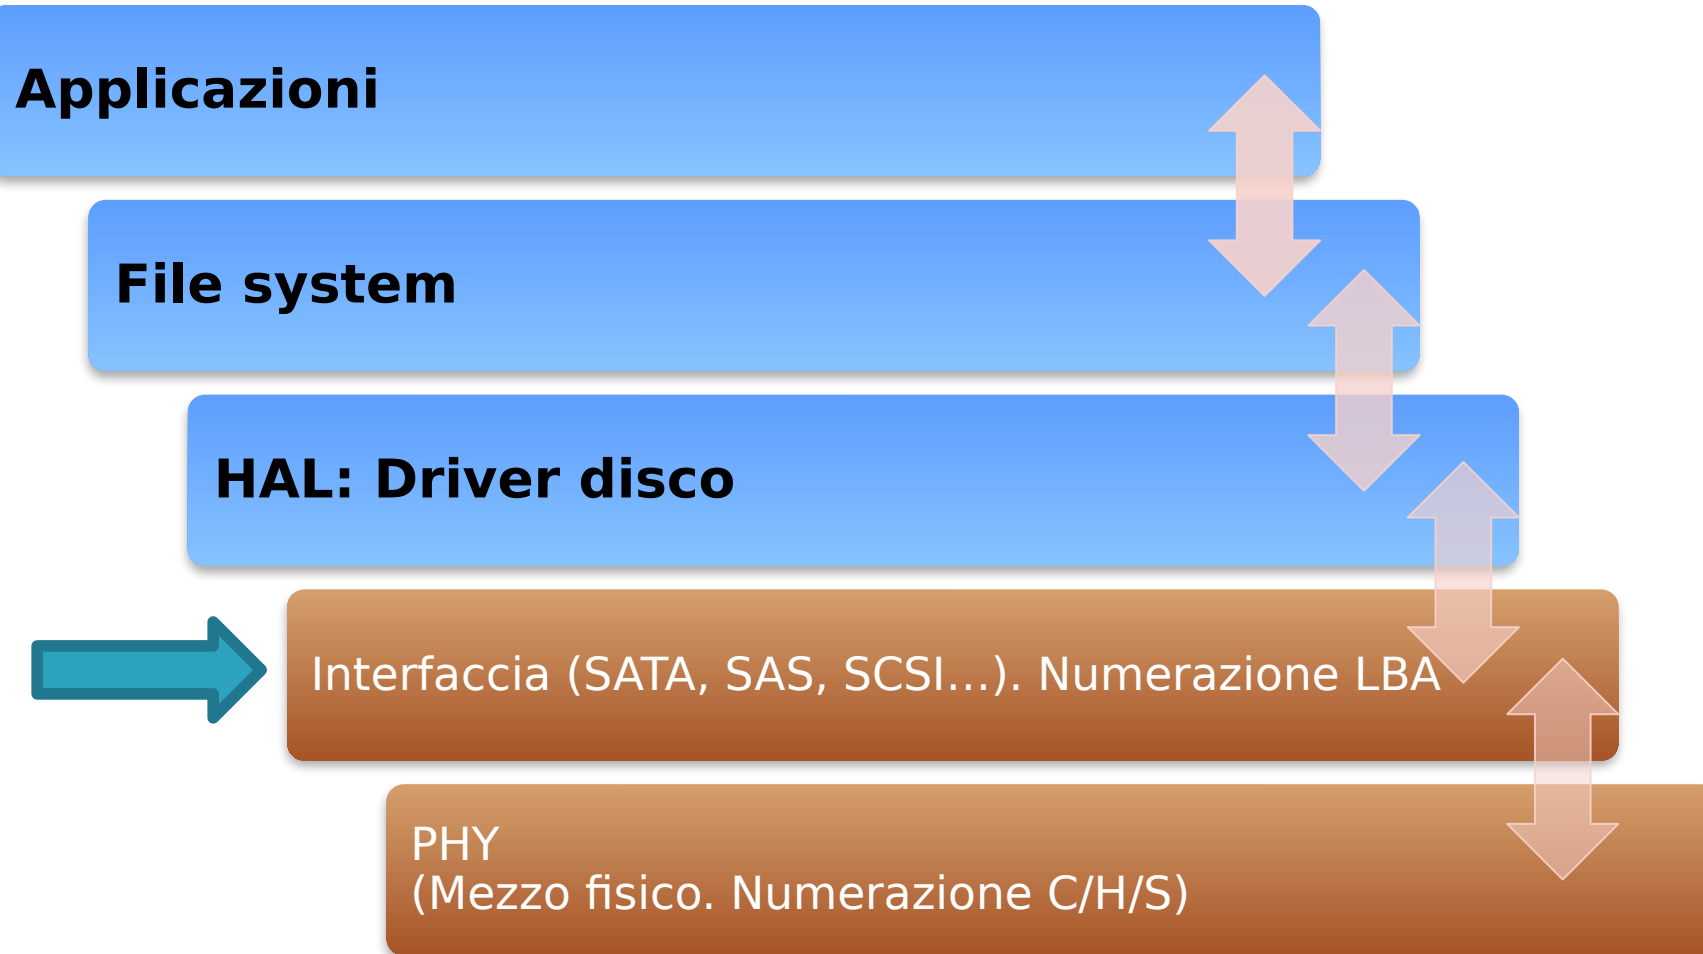 Applicazioni
File system
HAL: Driver disco
Interfaccia (SATA, SAS, SCSI…). Numerazione LBA
PHY
(Mezzo fisico. Numerazione C/H/S)